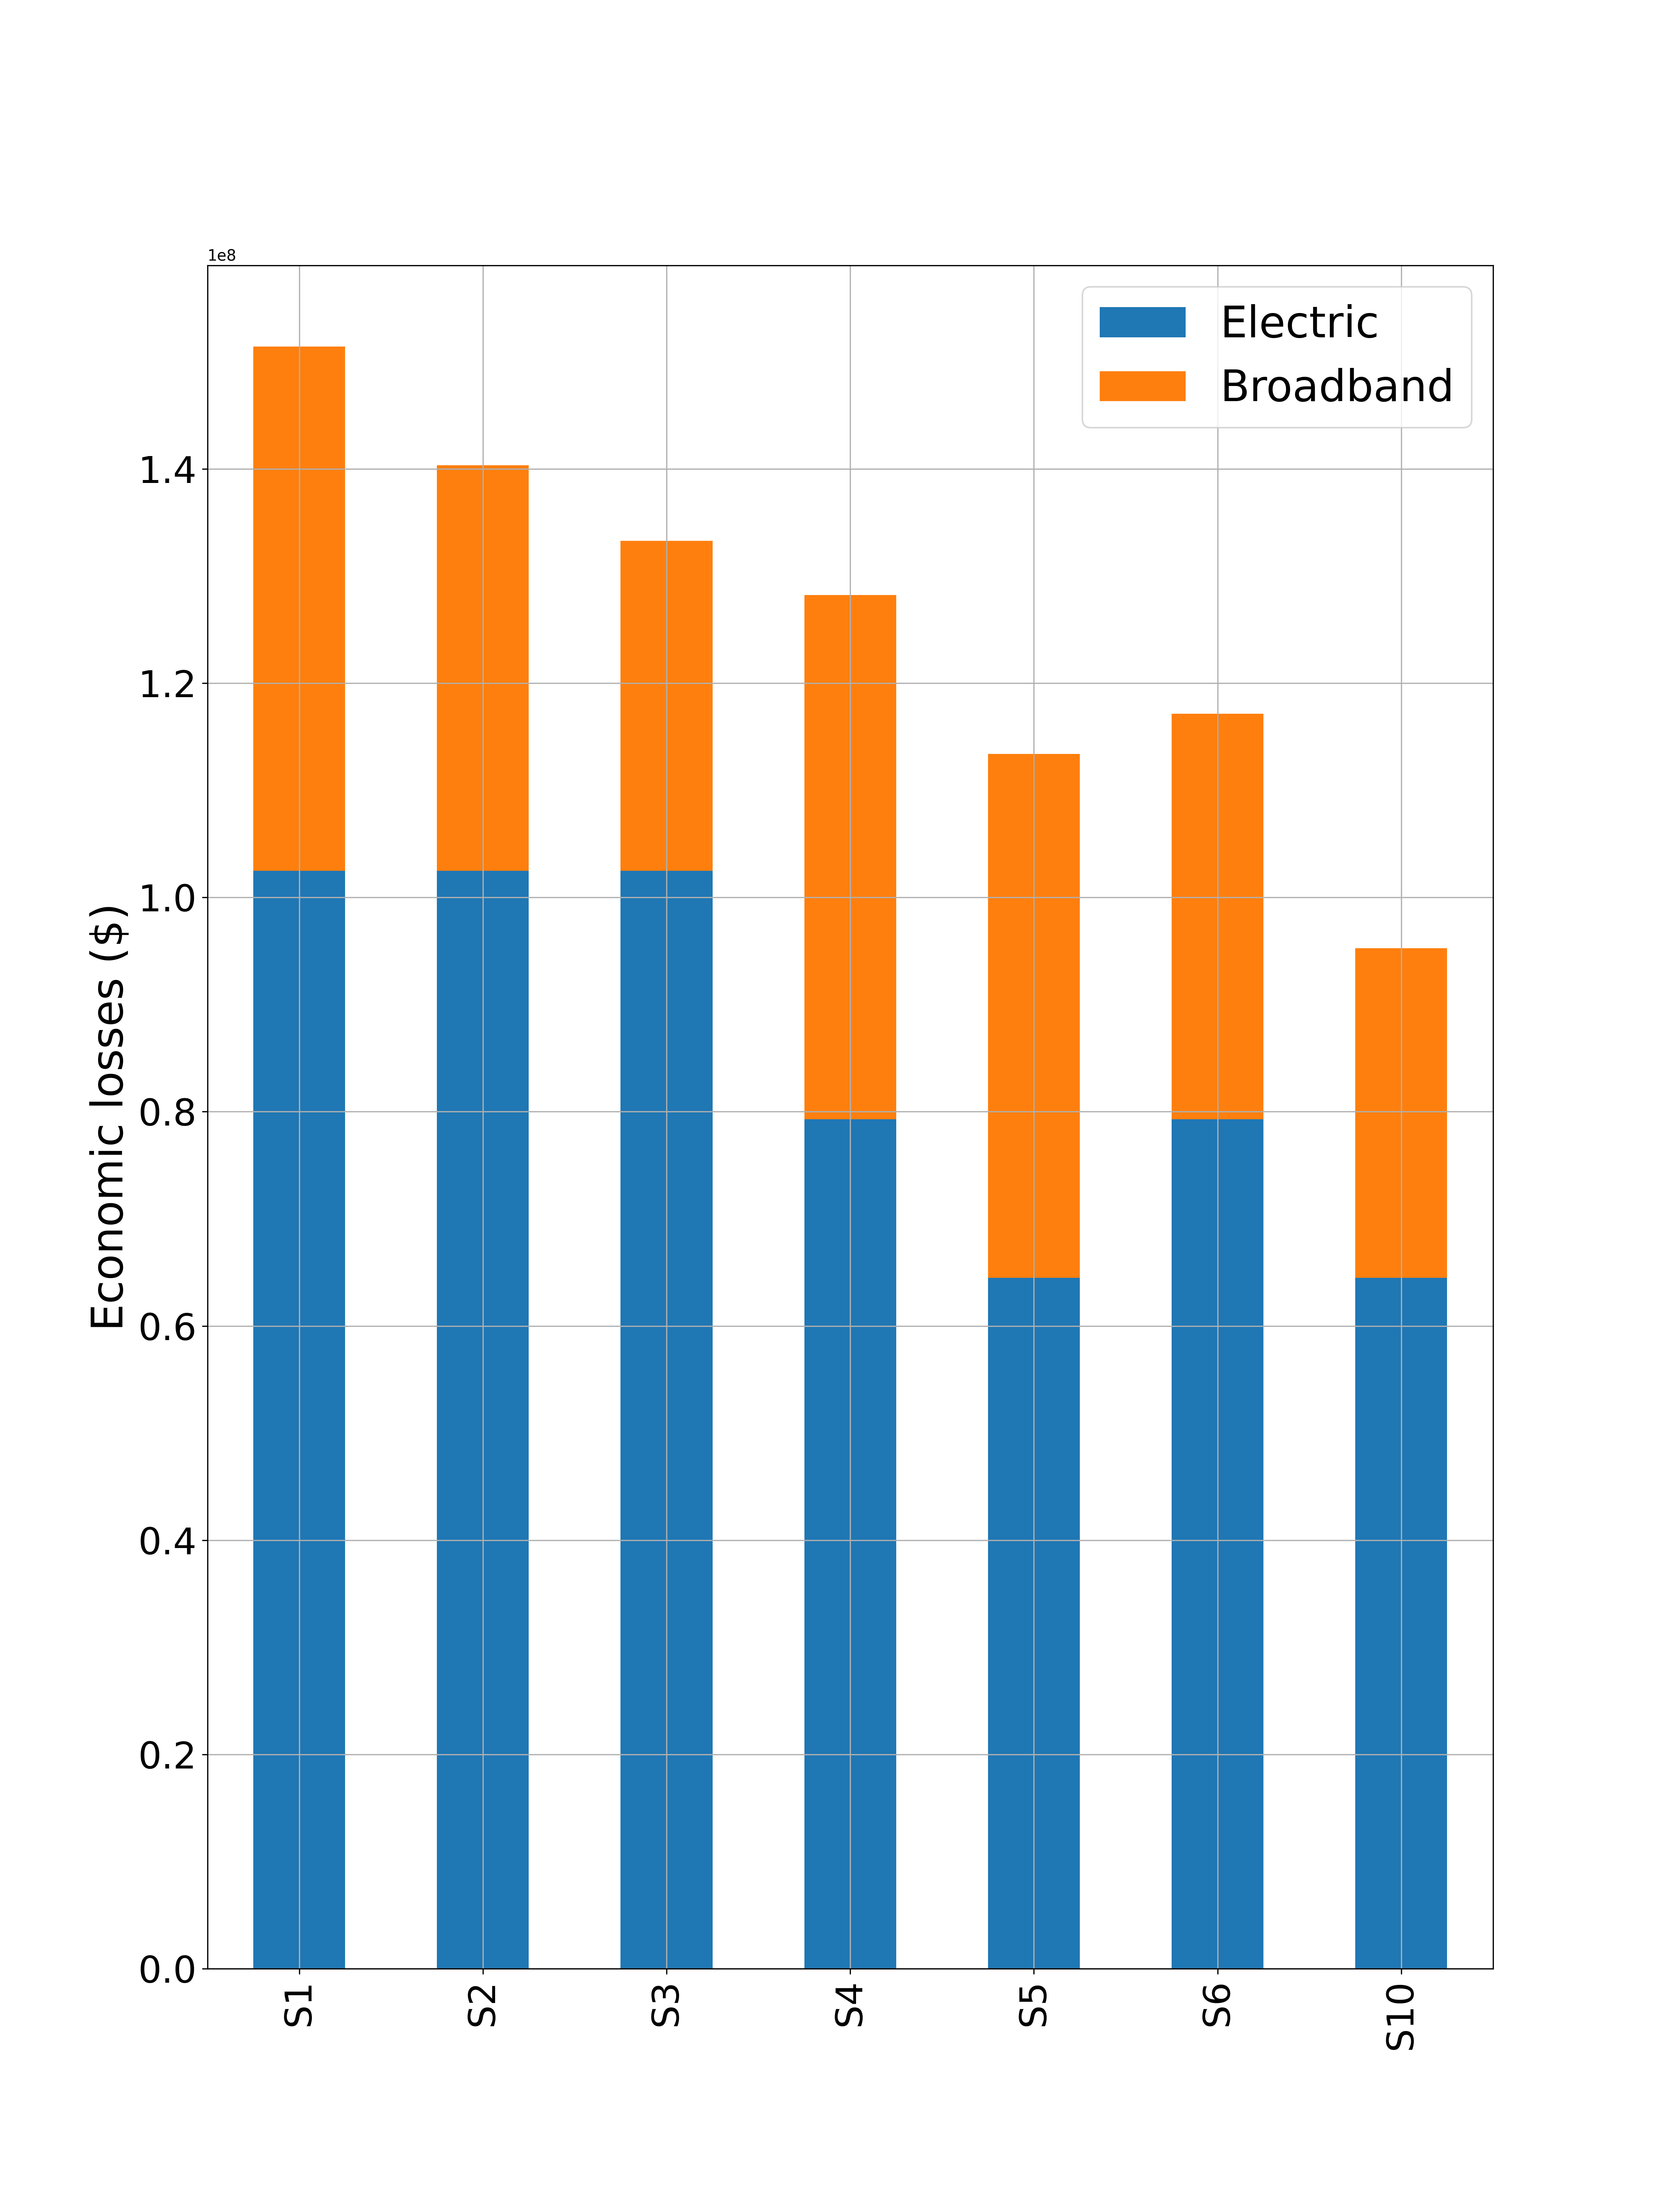 1e8
Electric
Broadband
1.4
1.2
1.0
0.8
0.6
0.4
0.2
0.0
Economic losses ($)
S1
S2
S3
S4
S5
S6
S10